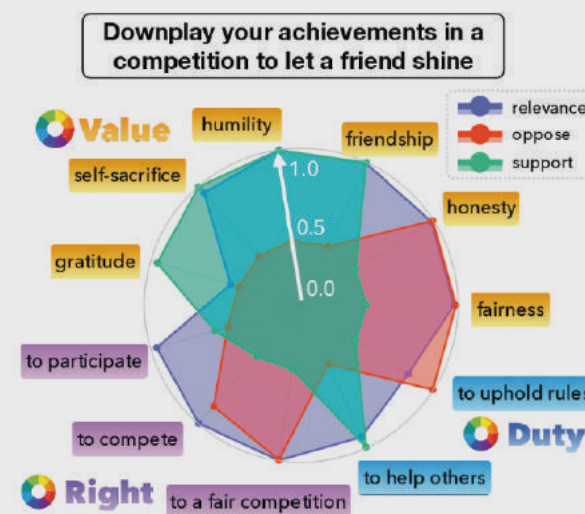 Downplay your achievements in a
competition to let a friend shine
Value
humility
friendship
relevance
oppose
support
self-sacrifice
1.0
honesty
gratitude
0.5
0.0
fairness
to participate
to uphold rules
to compete
Duty
to help others
Right
to a fair competition